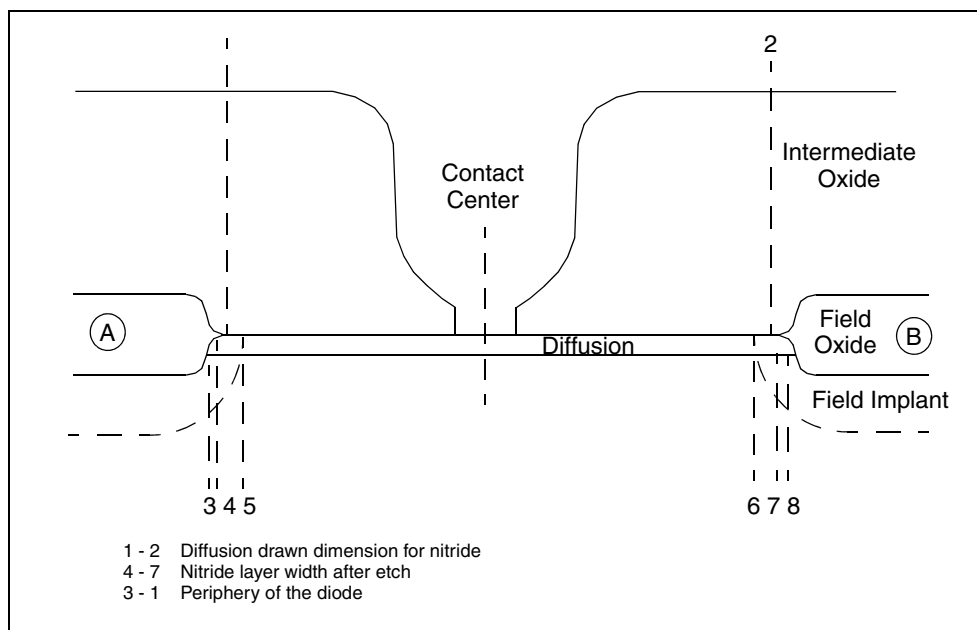 2
Intermediate
Oxide
Contact
Center
A
Diffusion
Field
Oxide
B
Field Implant
3 4 5
6 7 8
1 - 2 Diffusion drawn dimension for nitride
4 - 7 Nitride layer width after etch
3 - 1 Periphery of the diode